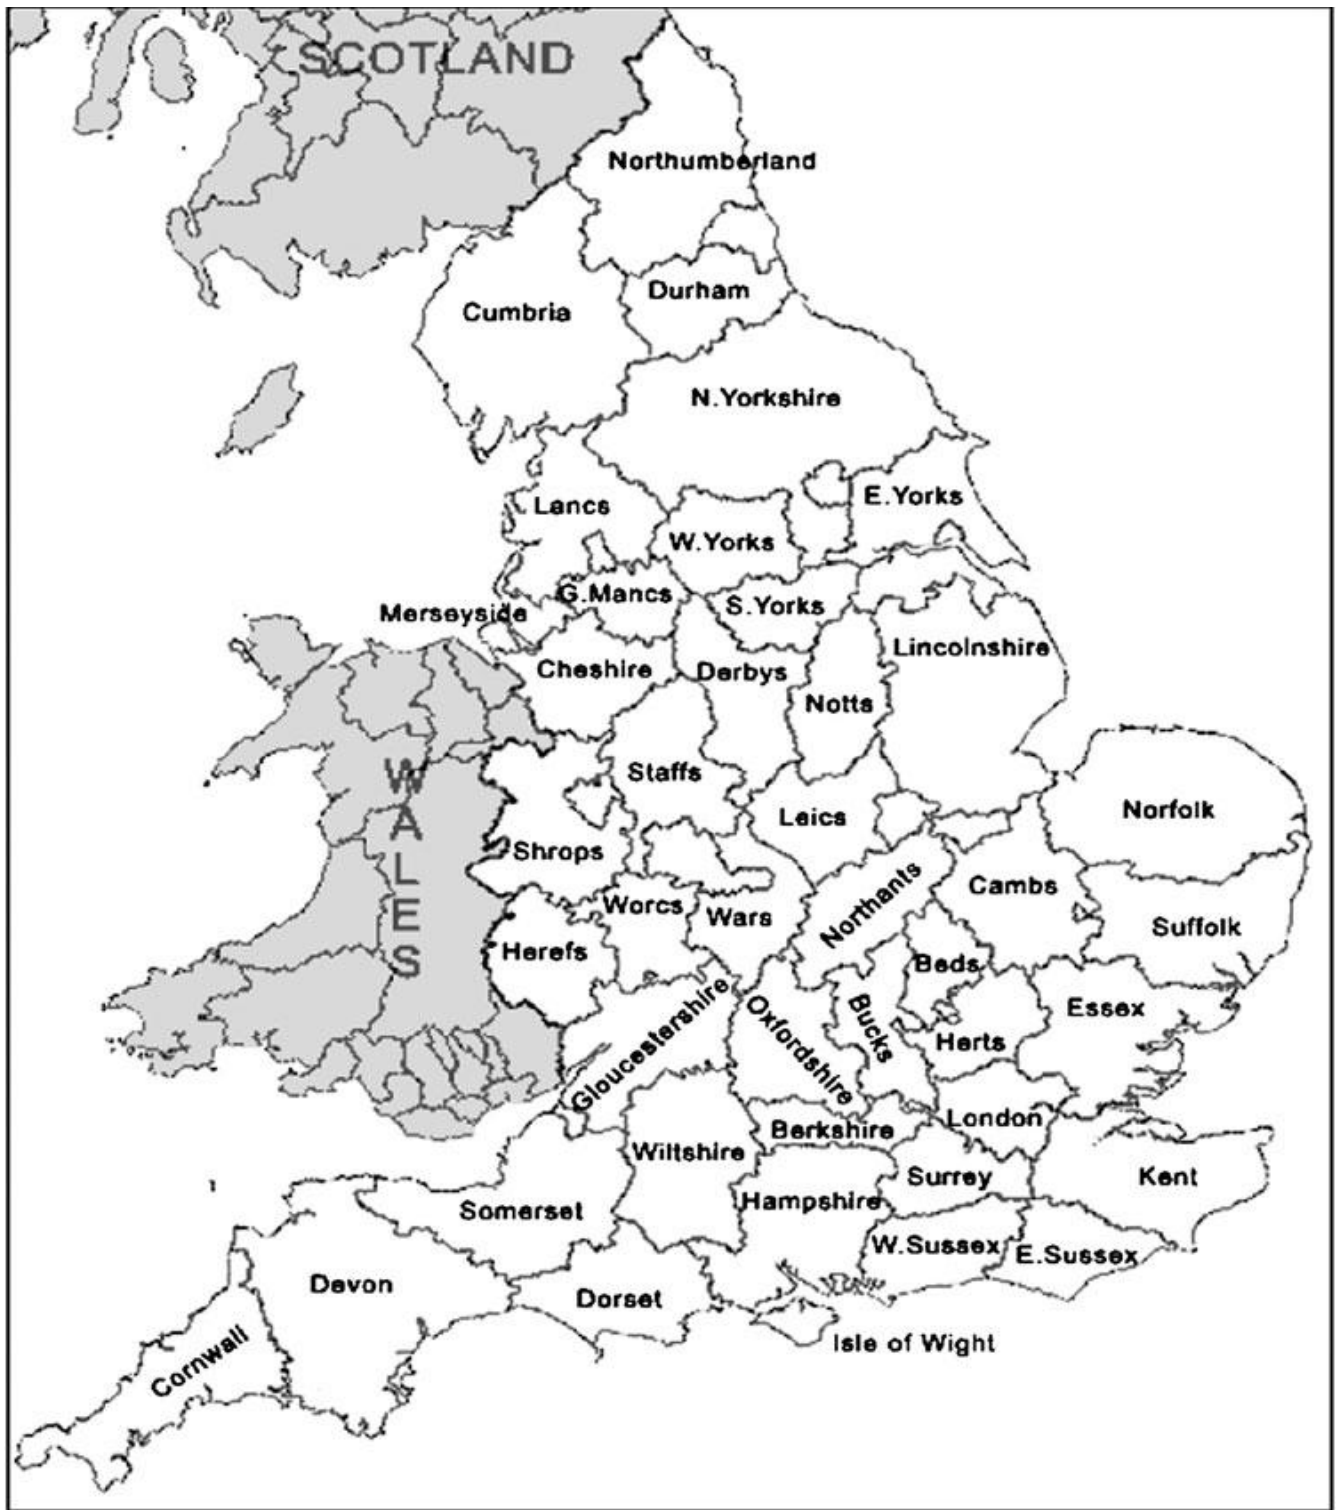 SCOTLAND
Northumberland
Durham
Cumbria
N.Yorkshire
E.Yorks
Lancs
W.Yorks
G.Mancs
S.Yorks
Merseyside
Lincolnshire
Cheshire
Derbys
Notts
WALES
Staffs
Norfolk
Leics
Shrops
Cambs
Northants
Worcs
Wars
Suffolk
Herefs
Beds
Essex
Gloucestershire
Oxfordshire
Bucks
Herts
London
Berkshire
Wiltshire
Surrey
Kent
Hampshire
Somerset
W.Sussex
E.Sussex
Devon
Dorset
Isle of Wight
Cornwall